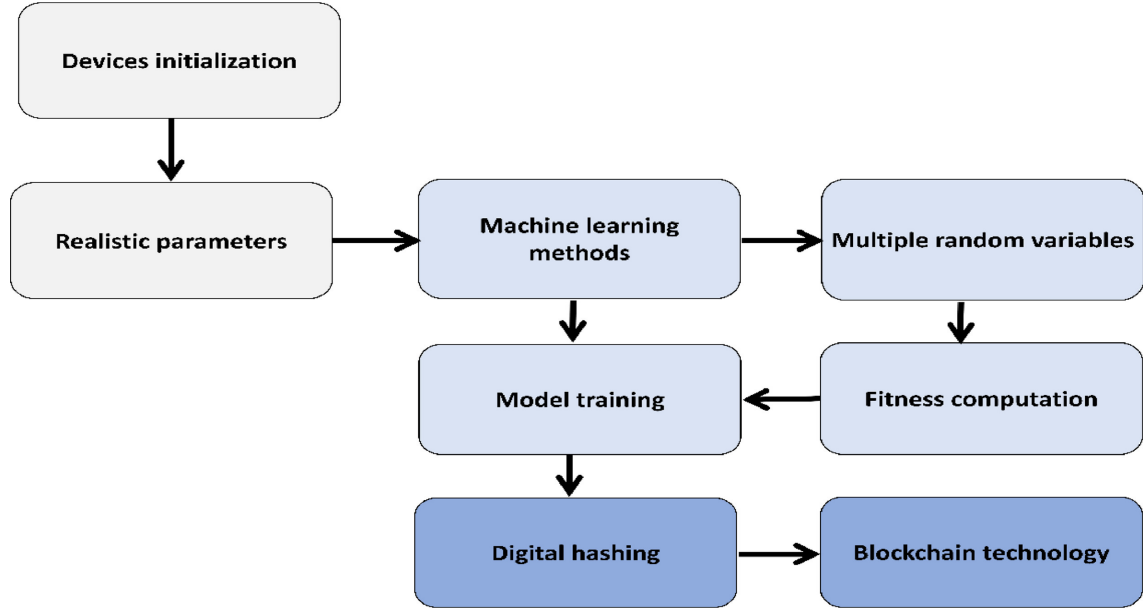 Devices initialization
Realistic parameters
Machine learning
methods
Multiple random variables
Model training
Fitness computation
Digital hashing
Blockchain technology